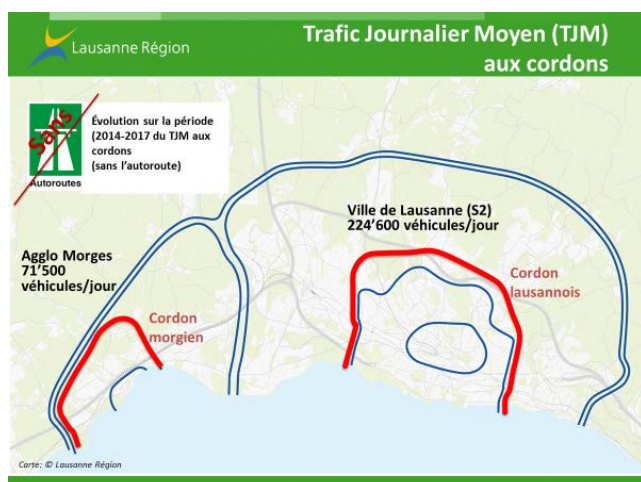 Lausanne Région
Trafic Journalier Moyen (TJM)
aux cordons
Sans
Autoroutes
Évolution sur la période
(2014-2017 du TJM aux
cordons
(sans l'autoroute)
Ville de Lausanne (S2)
224'600 véhicules/jour
Agglo Morges
71'500
véhicules/jour
Cordon
lausannois
Cordon
morgien
Carte: © Lausanne Région